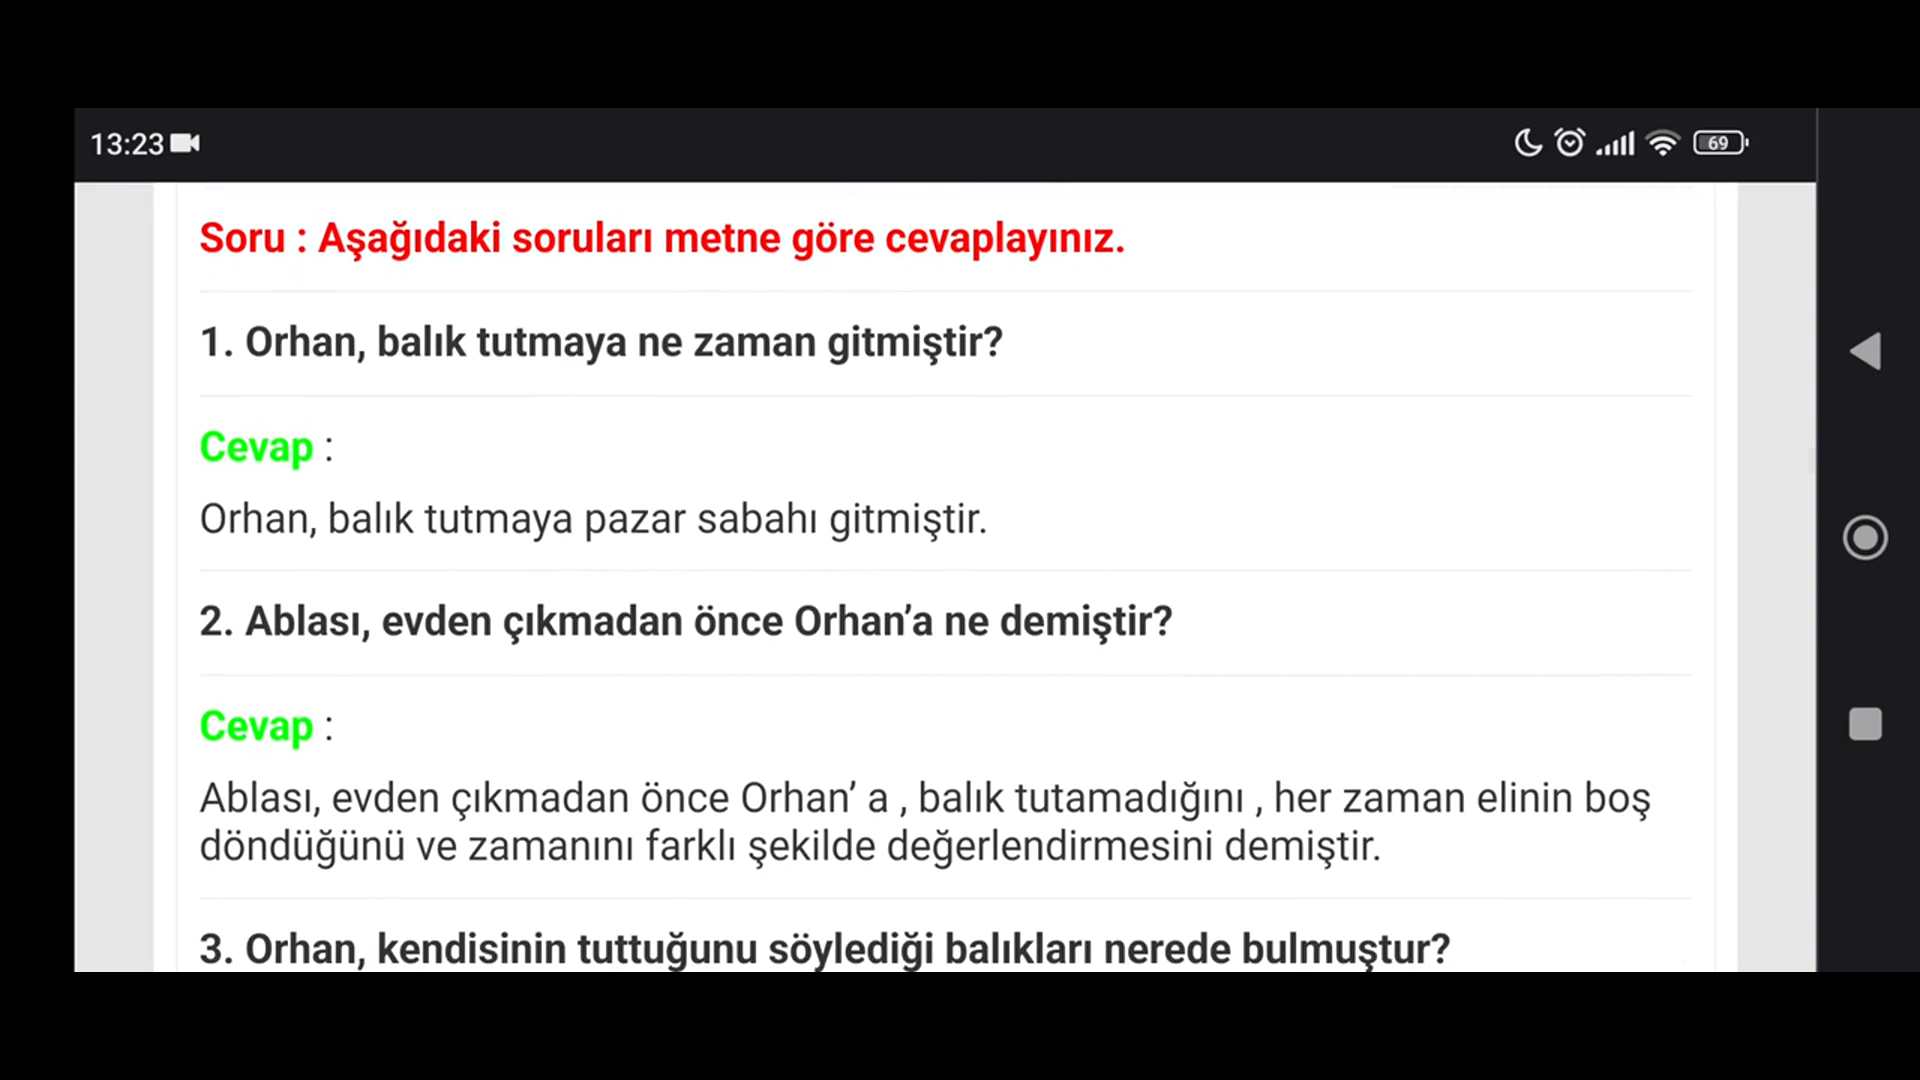 13:23
69
Soru : Aşağıdaki soruları metne göre cevaplayınız.
1. Orhan, balık tutmaya ne zaman gitmiştir?
Cevap :
Orhan, balık tutmaya pazar sabahı gitmiştir.
2. Ablası, evden çıkmadan önce Orhan’a ne demiştir?
Cevap :
Ablası, evden çıkmadan önce Orhan’ a , balık tutamadığını , her zaman elinin boş
döndüğünü ve zamanını farklı şekilde değerlendirmesini demiştir.
3. Orhan, kendisinin tuttuğunu söylediği balıkları nerede bulmuştur?